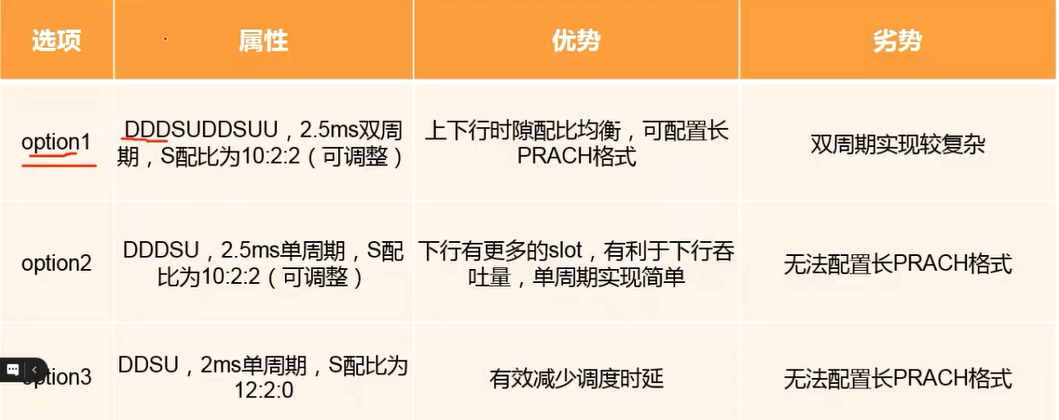 选项
属性
优势
劣势
option1
DDDSUDDSUU，2.5ms双周
期，S配比为10:2:2（可调整）
上下行时隙配比均衡，可配置长
PRACH格式
双周期实现较复杂
option2
DDDSU，2.5ms单周期，S配
比为10:2:2（可调整）
下行有更多的slot，有利于下行吞
吐量，单周期实现简单
无法配置长PRACH格式
option3
DDSU，2ms单周期，S配比为
12:2:0
有效减少调度时延
无法配置长PRACH格式